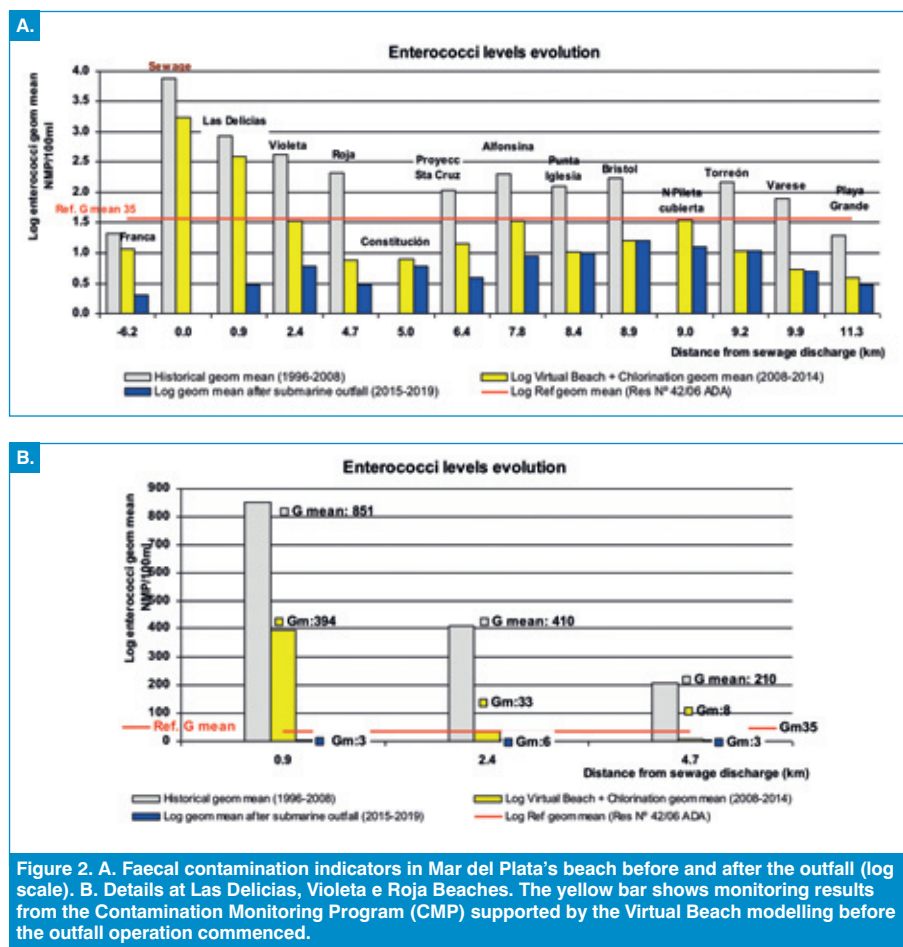 A.
Enterococci levels evolution
Log enterococci geom mean
NMP/100ml
4.0
3.5
3.0
2.5
2.0
1.5
1.0
0.5
0.0
Ref. G mean 35
Sewage
Las Delicias
Violeta
Roja
Proyecc
Sta Cruz
Alfonsina
Punta
Iglesia
Bristol
N Pileta
cubierta
Torreón
Varese
Playa
Grande
Franca
Constitución
-6.2 0.0 0.9 2.4 4.7 5.0 6.4 7.8 8.4 8.9 9.0 9.2 9.9 11.3
Distance from sewage discharge (km)
Historical geom mean (1996-2008)
Log Virtual Beach + Chlorination geom mean (2008-2014)
Log geom mean after submarine outfall (2015-2019)
Log Ref geom mean (Res Nº 42/06 ADA)
B.
Enterococci levels evolution
Log enterococci geom mean
NMP/100ml
900
800
700
600
500
400
300
200
100
0
G mean: 851
Gm:394
G mean: 410
Gm:33
G mean: 210
Gm:8
Ref. G mean
Gm35
Gm:3
Gm:6
Gm:3
0.9 2.4 4.7
Distance from sewage discharge (km)
Historical geom mean (1996-2008)
Log Virtual Beach + Chlorination geom mean (2008-2014)
Log geom mean after submarine outfall (2015-2019)
Log Ref geom mean (Res Nº 42/06 ADA)
Figure 2. A. Faecal contamination indicators in Mar del Plata's beach before and after the outfall (log
scale). B. Details at Las Delicias, Violeta e Roja Beaches. The yellow bar shows monitoring results
from the Contamination Monitoring Program (CMP) supported by the Virtual Beach modelling before
the outfall operation commenced.